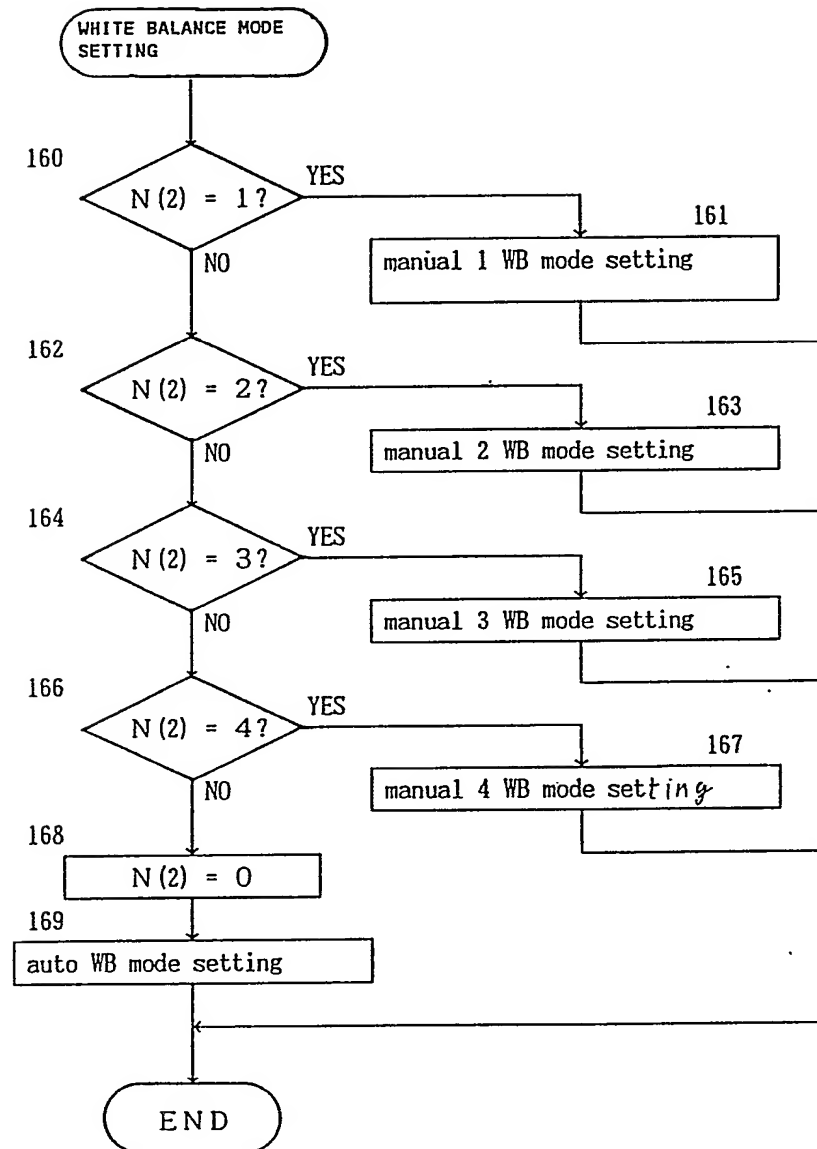 WHITE BALANCE MODE
SETTING
160
N(2) = 1?
YES
NO
161
manual 1 WB mode setting
162
N(2) = 2?
YES
NO
163
manual 2 WB mode setting
164
N(2) = 3?
YES
NO
165
manual 3 WB mode setting
166
N(2) = 4?
YES
NO
167
manual 4 WB mode setting
168
N(2) = 0
169
auto WB mode setting
END